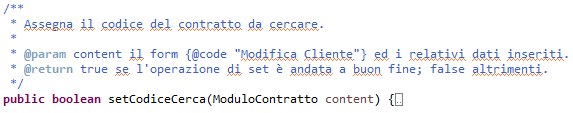 /**
* Assegna il codice del contratto da cercare.
*
* @param content il form {@code "Modifica Cliente"} ed i relativi dati inseriti.
* @return true se l'operazione di set è andata a buon fine; false altrimenti.
*/
public boolean setCodiceCerca(ModuloContratto content) {